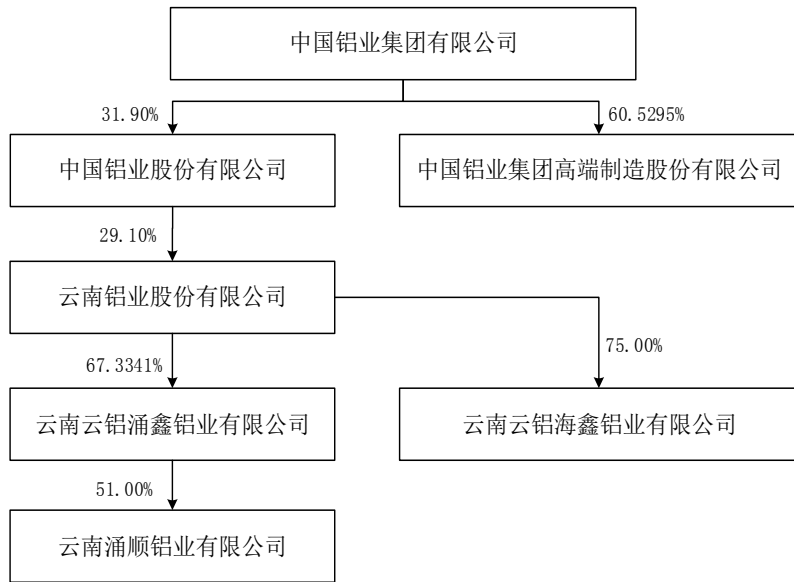 中国铝业集团有限公司
31.90%
60.5295%
中国铝业股份有限公司
中国铝业集团高端制造股份有限公司
29.10%
云南铝业股份有限公司
67.3341%
75.00%
云南云铝涌鑫铝业有限公司
云南云铝海鑫铝业有限公司
51.00%
云南涌顺铝业有限公司